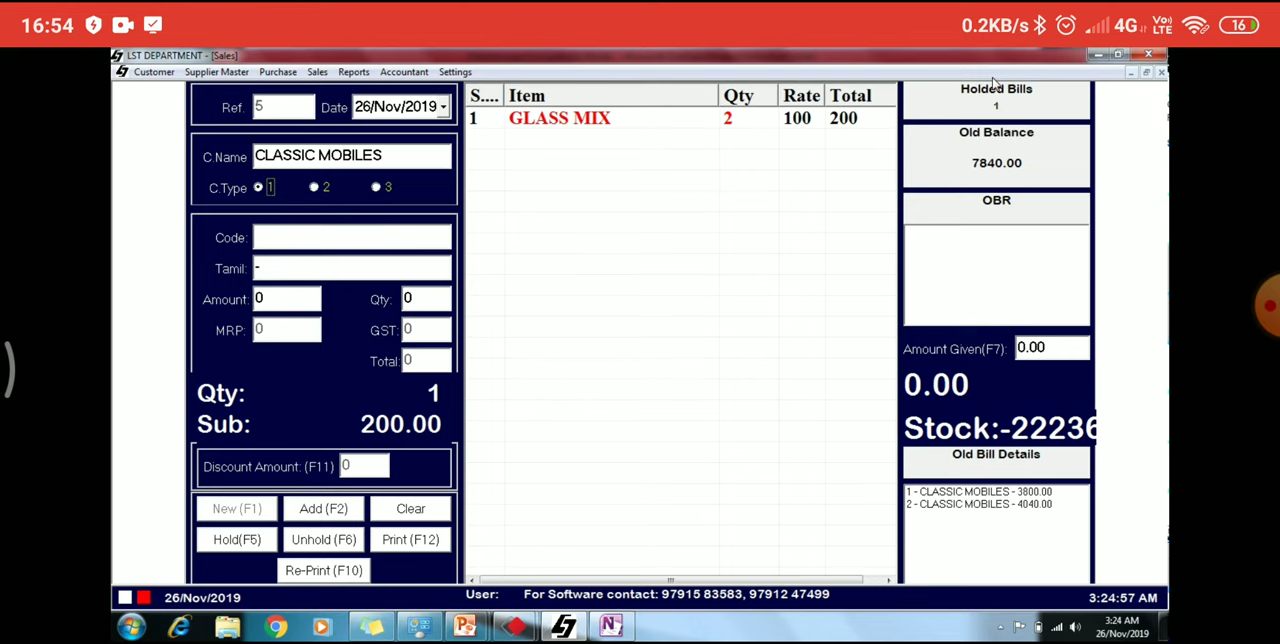 16:54
0.2KB/s 4G Vo) LTE 16
LST DEPARTMENT - [Sales]
Customer Supplier Master Purchase Sales Reports Accountant Settings
Ref. 5 Date 26/Nov/2019
C.Name CLASSIC MOBILES
C.Type 1 2 3
Code:
Tamil: -
Amount: 0 Qty: 0
MRP: 0 GST: 0
Total: 0
Qty: 1
Sub: 200.00
Discount Amount: (F11) 0
New (F1) Add (F2) Clear
Hold(F5) Unhold (F6) Print (F12)
Re-Print (F10)
S.... Item Qty Rate Total
1 GLASS MIX 2 100 200
Holded Bills
1
Old Balance
7840.00
OBR
Amount Given(F7) 0.00
0.00
Stock:-22236
Old Bill Details
1 - CLASSIC MOBILES - 3800.00
2 - CLASSIC MOBILES - 4040.00
26/Nov/2019 User: For Software contact: 97915 83583, 97912 47499 3:24:57 AM
3:24 AM
26/Nov/2019